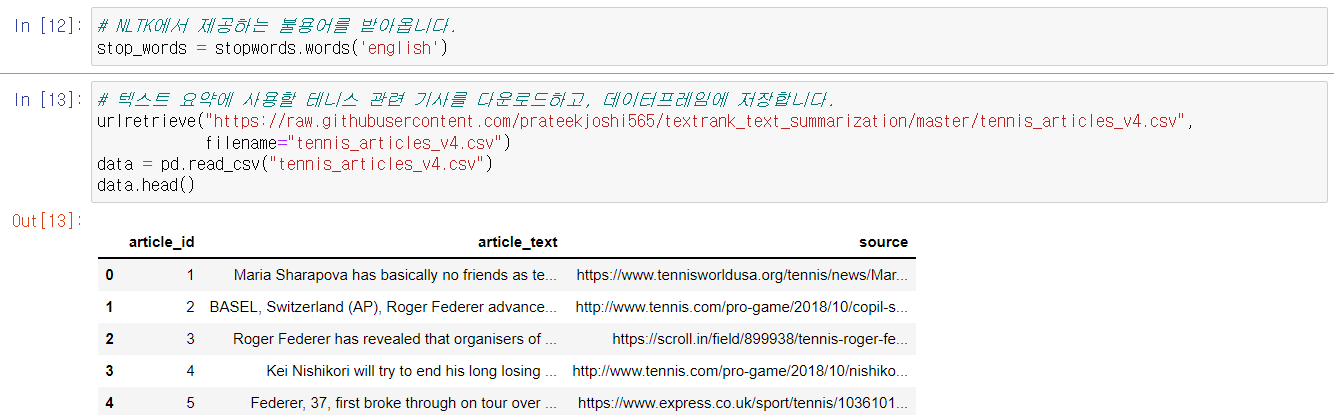 In [12]: # NLTK에서 제공하는 불용어를 받아옵니다.
stop_words = stopwords.words('english')
In [13]: # 텍스트 요약에 사용할 테니스 관련 기사를 다운로드하고, 데이터프레임에 저장합니다.
urlretrieve("https://raw.githubusercontent.com/prateekjoshi565/textrank_text_summarization/master/tennis_articles_v4.csv",
filename="tennis_articles_v4.csv")
data = pd.read_csv("tennis_articles_v4.csv")
data.head()
Out[13]:
article_id article_text source
0 1 Maria Sharapova has basically no friends as te... https://www.tennisworldusa.org/tennis/news/Mar...
1 2 BASEL, Switzerland (AP), Roger Federer advance... http://www.tennis.com/pro-game/2018/10/copil-s...
2 3 Roger Federer has revealed that organisers of ... https://scroll.in/field/899938/tennis-roger-fe...
3 4 Kei Nishikori will try to end his long losing ... http://www.tennis.com/pro-game/2018/10/nishiko...
4 5 Federer, 37, first broke through on tour over ... https://www.express.co.uk/sport/tennis/1036101...